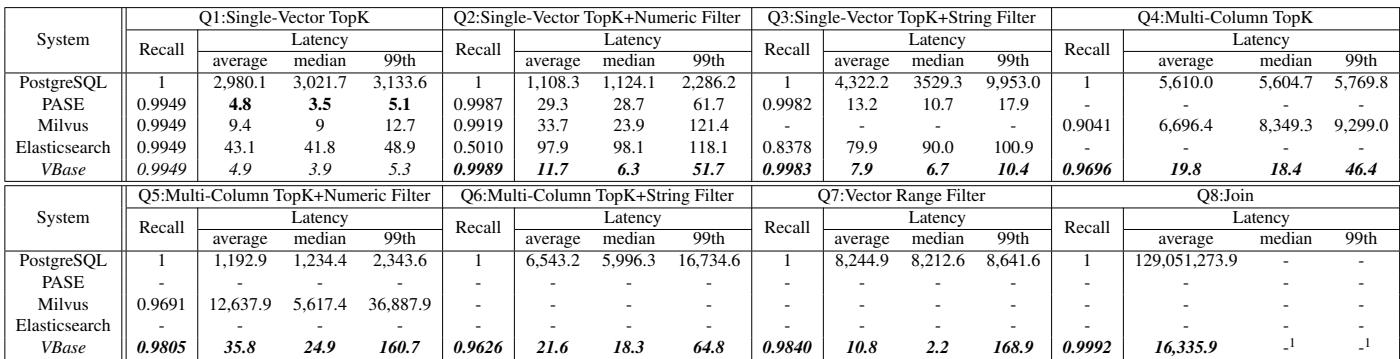 System Q1:Single-Vector TopK Q2:Single-Vector TopK+Numeric Filter Q3:Single-Vector TopK+String Filter Q4:Multi-Column TopK
Recall Latency Recall Latency Recall Latency Recall Latency
average median 99th average median 99th average median 99th average median 99th
PostgreSQL 1 2,980.1 3,021.7 3,133.6 1 1,108.3 1,124.1 2,286.2 1 4,322.2 3529.3 9,953.0 1 5,610.0 5,604.7 5,769.8
PASE 0.9949 4.8 3.5 5.1 0.9987 29.3 28.7 61.7 0.9982 13.2 10.7 17.9 - - - -
Milvus 0.9949 9.4 9 12.7 0.9919 33.7 23.9 121.4 - - - - 0.9041 6,696.4 8,349.3 9,299.0
Elasticsearch 0.9949 43.1 41.8 48.9 0.5010 97.9 98.1 118.1 0.8378 79.9 90.0 100.9 - - - -
VBase 0.9949 4.9 3.9 5.3 0.9989 11.7 6.3 51.7 0.9983 7.9 6.7 10.4 0.9696 19.8 18.4 46.4
System Q5:Multi-Column TopK+Numeric Filter Q6:Multi-Column TopK+String Filter Q7:Vector Range Filter Q8:Join
Recall Latency Recall Latency Recall Latency Recall Latency
average median 99th average median 99th average median 99th average median 99th
PostgreSQL 1 1,192.9 1,234.4 2,343.6 1 6,543.2 5,996.3 16,734.6 1 8,244.9 8,212.6 8,641.6 1 129,051,273.9 - -
PASE - - - - - - - - - - - - - - - -
Milvus 0.9691 12,637.9 5,617.4 36,887.9 - - - - - - - - - - - -
Elasticsearch - - - - - - - - - - - - - - - -
VBase 0.9805 35.8 24.9 160.7 0.9626 21.6 18.3 64.8 0.9840 10.8 2.2 168.9 0.9992 16,335.9 -¹ -¹